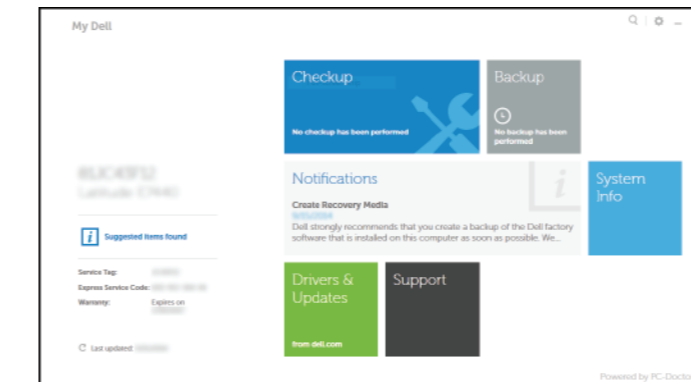 My Dell
Checkup
No checkup has been performed
Backup
No backup has been
performed
Latitude E7440
Suggested items found
Notifications
Create Recovery Media
Dell strongly recommends that you create a backup of the Dell factory
software that is installed on this computer as soon as possible. We...
System
Info
Service Tag:
Express Service Code:
Warranty: Expires on
Last updated:
Drivers &
Updates
from dell.com
Support
Powered by PC-Docto